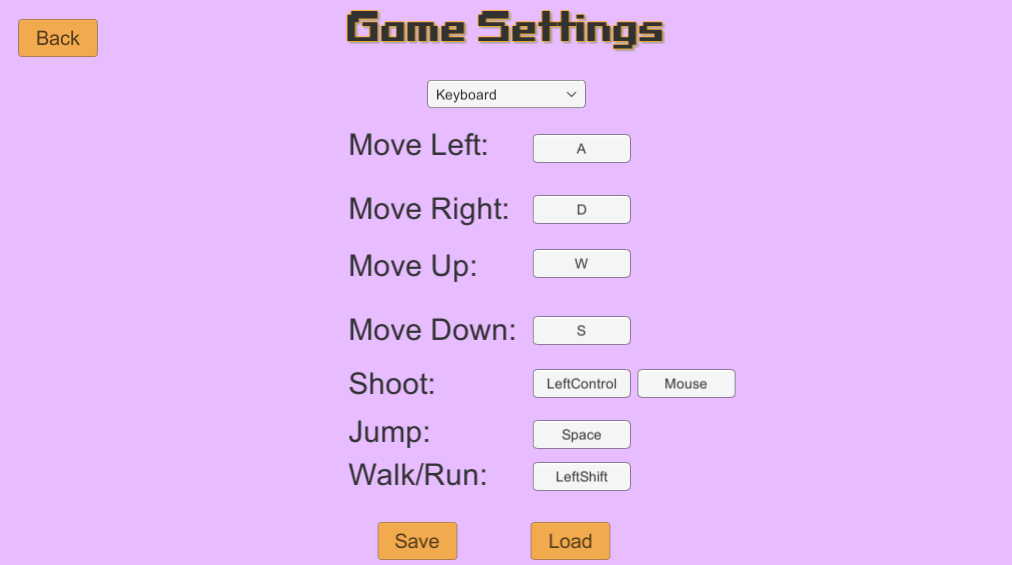 Back
Game Settings
Keyboard
Move Left: A
Move Right: D
Move Up: W
Move Down: S
Shoot: LeftControl Mouse
Jump: Space
Walk/Run: LeftShift
Save Load